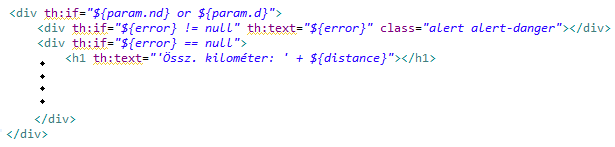 <div th:if="${param.nd} or ${param.d}">
<div th:if="${error} != null" th:text="${error}" class="alert alert-danger"></div>
<div th:if="${error} == null">
<h1 th:text="'Össz. kilométer: ' + ${distance}"></h1>
</div>
</div>